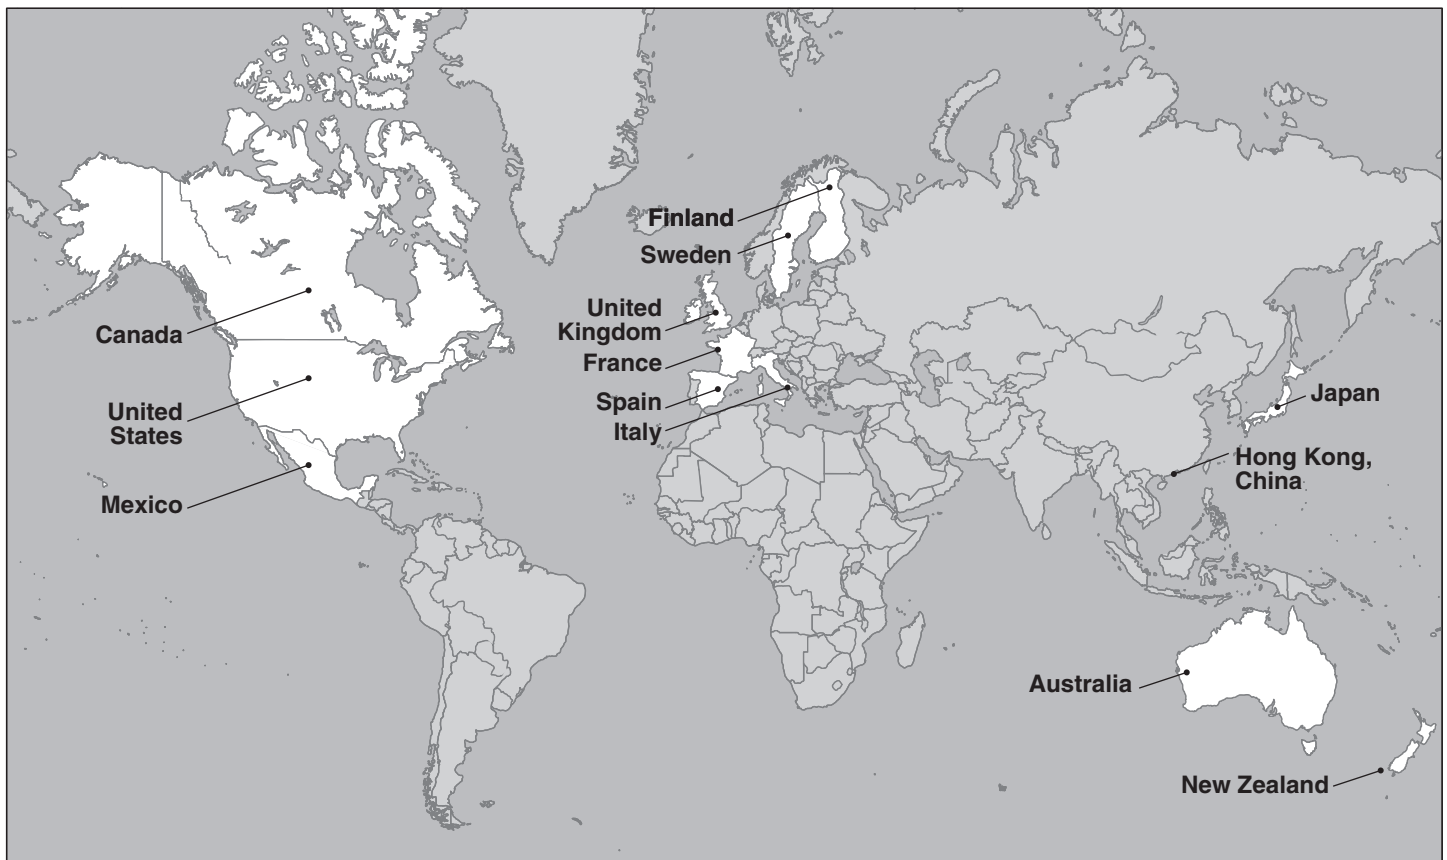 Finland
Sweden
United
Kingdom
France
Spain
Italy
Canada
United
States
Mexico
Japan
Hong Kong,
China
Australia
New Zealand